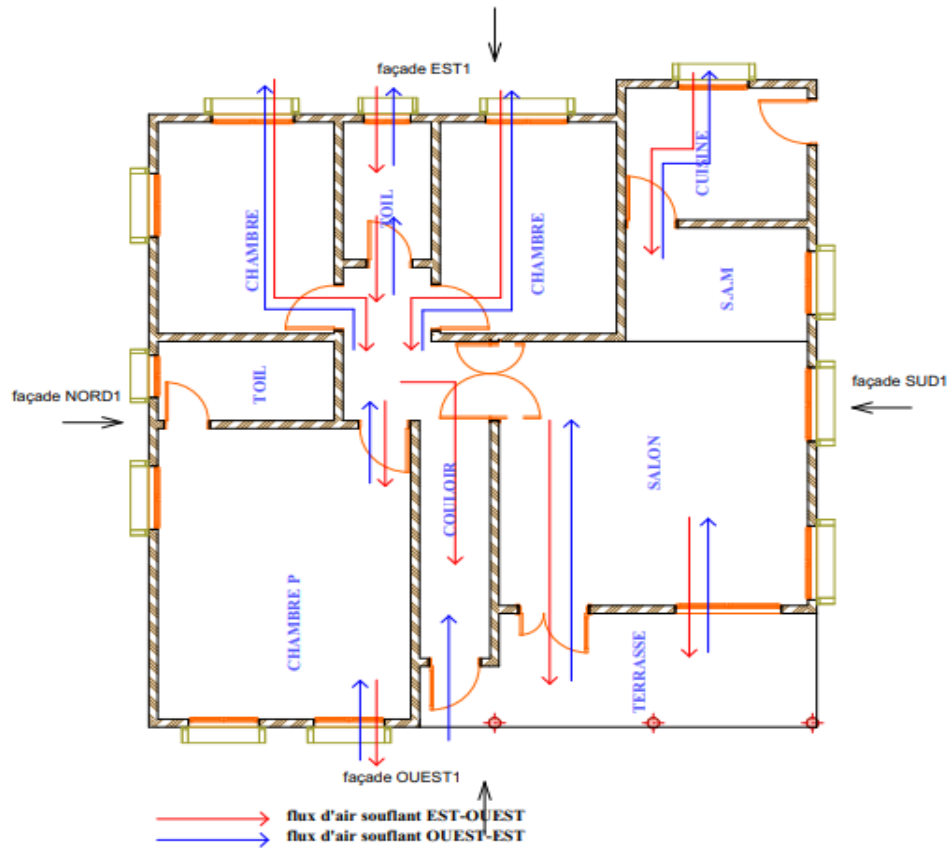 façade EST1
CUISINE
TOIL
CHAMBRE
CHAMBRE
S.A.M
TOIL
façade NORD1
façade SUD1
COULOIR
SALON
CHAMBRE P
TERRASSE
façade OUEST1
flux d'air souflant EST-OUEST
flux d'air souflant OUEST-EST